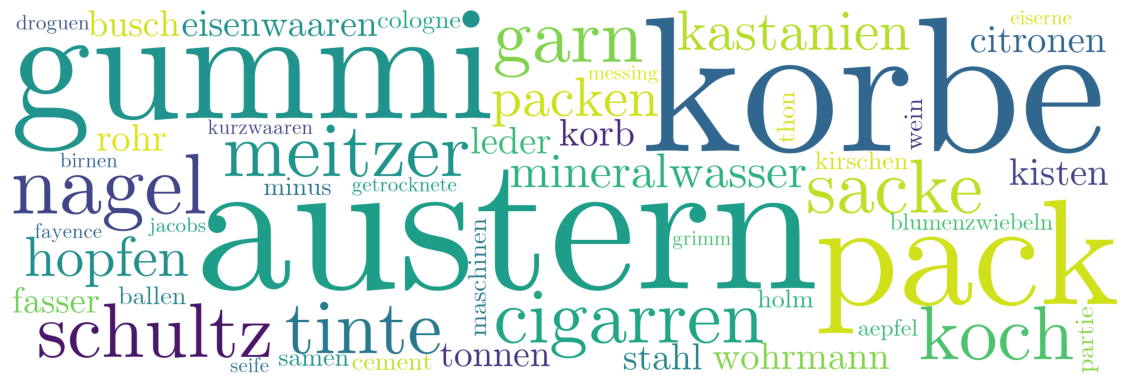 droguen busch eisenwaaren cologne garn kastanien eiserne citronen
gummi messing packen korbe thon wein
rohr kurzwaaren leder korb
birnen meitzer mineralwasser kirschen kisten
nagel minus getrocknete sacke
fayence jacobs austern grimm blumenzwiebeln
hopfen maschinen pack
fasser ballen holm
schultz tinte cigarren aepfel koch partie
seife samen cement tonnen stahl wohrmann